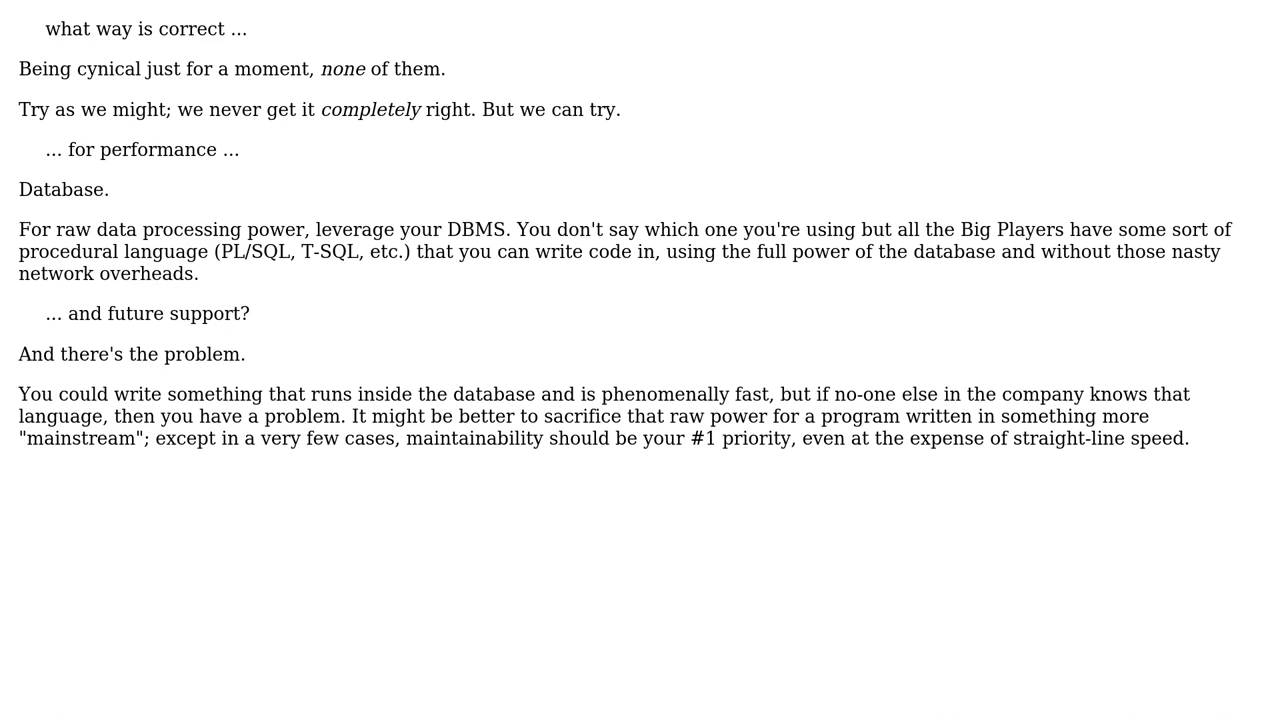 what way is correct ...
Being cynical just for a moment, none of them.
Try as we might; we never get it completely right. But we can try.
... for performance ...
Database.
For raw data processing power, leverage your DBMS. You don't say which one you're using but all the Big Players have some sort of
procedural language (PL/SQL, T-SQL, etc.) that you can write code in, using the full power of the database and without those nasty
network overheads.
... and future support?
And there's the problem.
You could write something that runs inside the database and is phenomenally fast, but if no-one else in the company knows that
language, then you have a problem. It might be better to sacrifice that raw power for a program written in something more
"mainstream"; except in a very few cases, maintainability should be your #1 priority, even at the expense of straight-line speed.